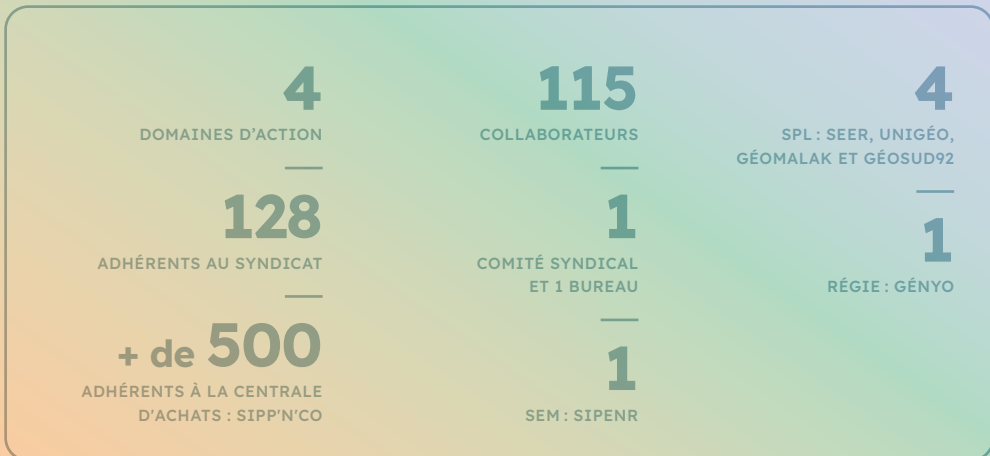 4
DOMAINES D'ACTION
128
ADHÉRENTS AU SYNDICAT
+ de 500
ADHÉRENTS À LA CENTRALE
D'ACHATS : SIPP'N'CO
115
COLLABORATEURS
1
COMITÉ SYNDICAL
ET 1 BUREAU
1
SEM : SIPENR
4
SPL : SEER, UNIGÉO,
GÉOMALAK ET GÉOSUD92
1
RÉGIE : GÉNYO